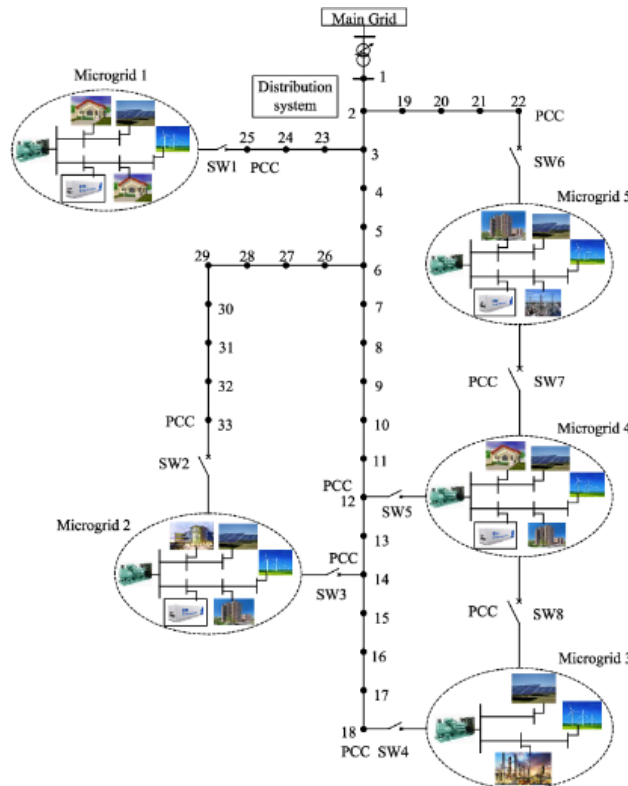 Main Grid
1
Microgrid 1
Distribution
system
2
19
20
21
22
PCC
25
24
23
SW1
PCC
3
SW6
4
Microgrid 5
5
29
28
27
26
6
30
7
31
8
32
9
PCC
SW7
PCC
33
10
Microgrid 4
11
SW2
PCC
12
SW5
Microgrid 2
13
PCC
14
SW3
PCC
SW8
15
16
Microgrid 3
17
18
PCC
SW4